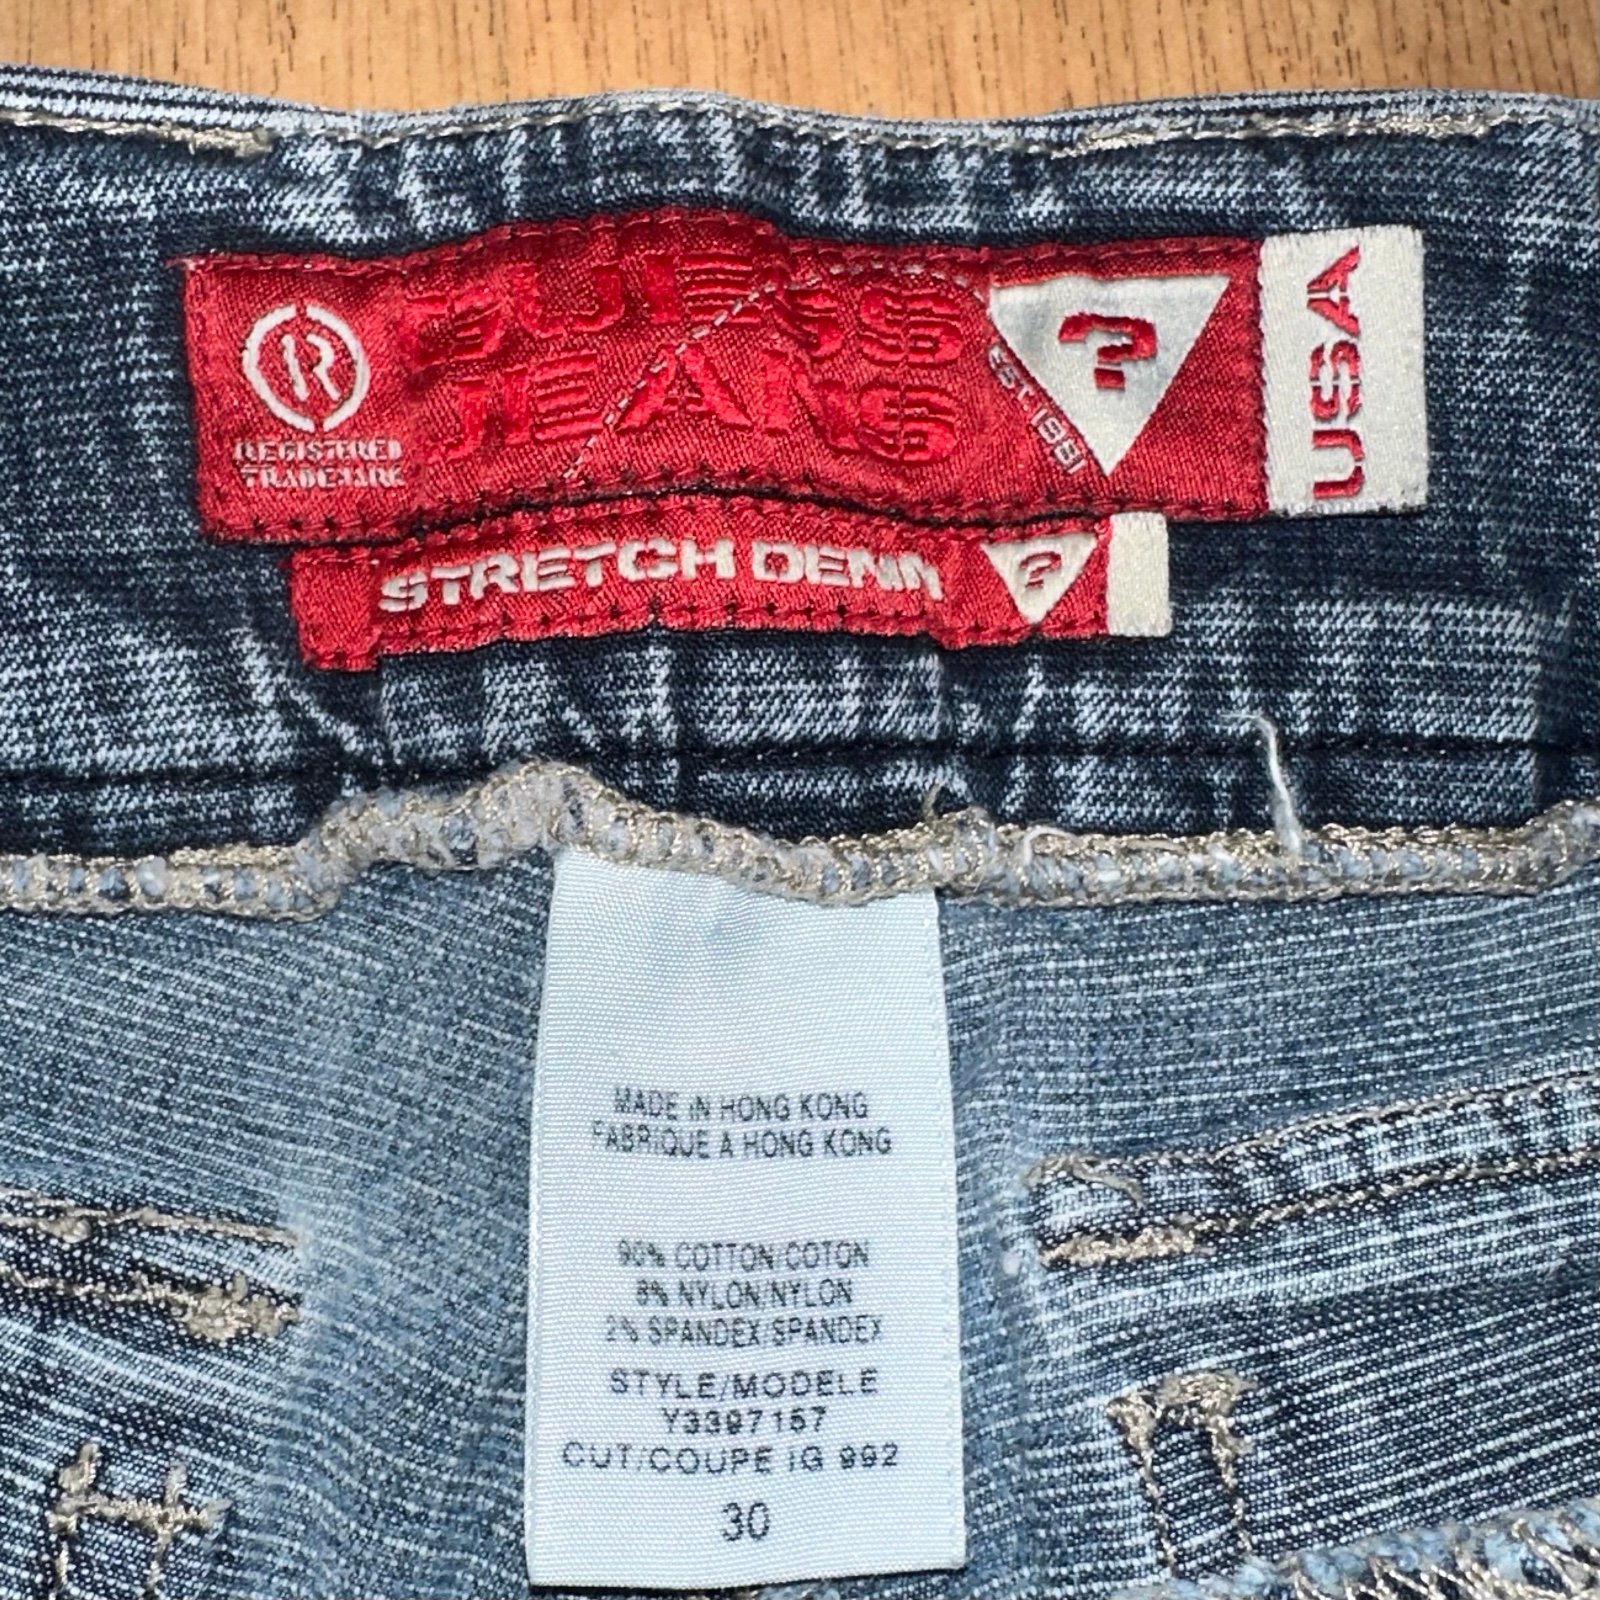 R
REGISTERED
TRADEMARK
GUESS
JEANS
?
EST. 1981
USA
STRETCH DENIM
?
MADE IN HONG KONG
FABRIQUE A HONG KONG
90% COTTON/COTON
8% NYLON/NYLON
2% SPANDEX/SPANDEX
STYLE/MODELE
Y3397157
CUT/COUPE IG 992
30